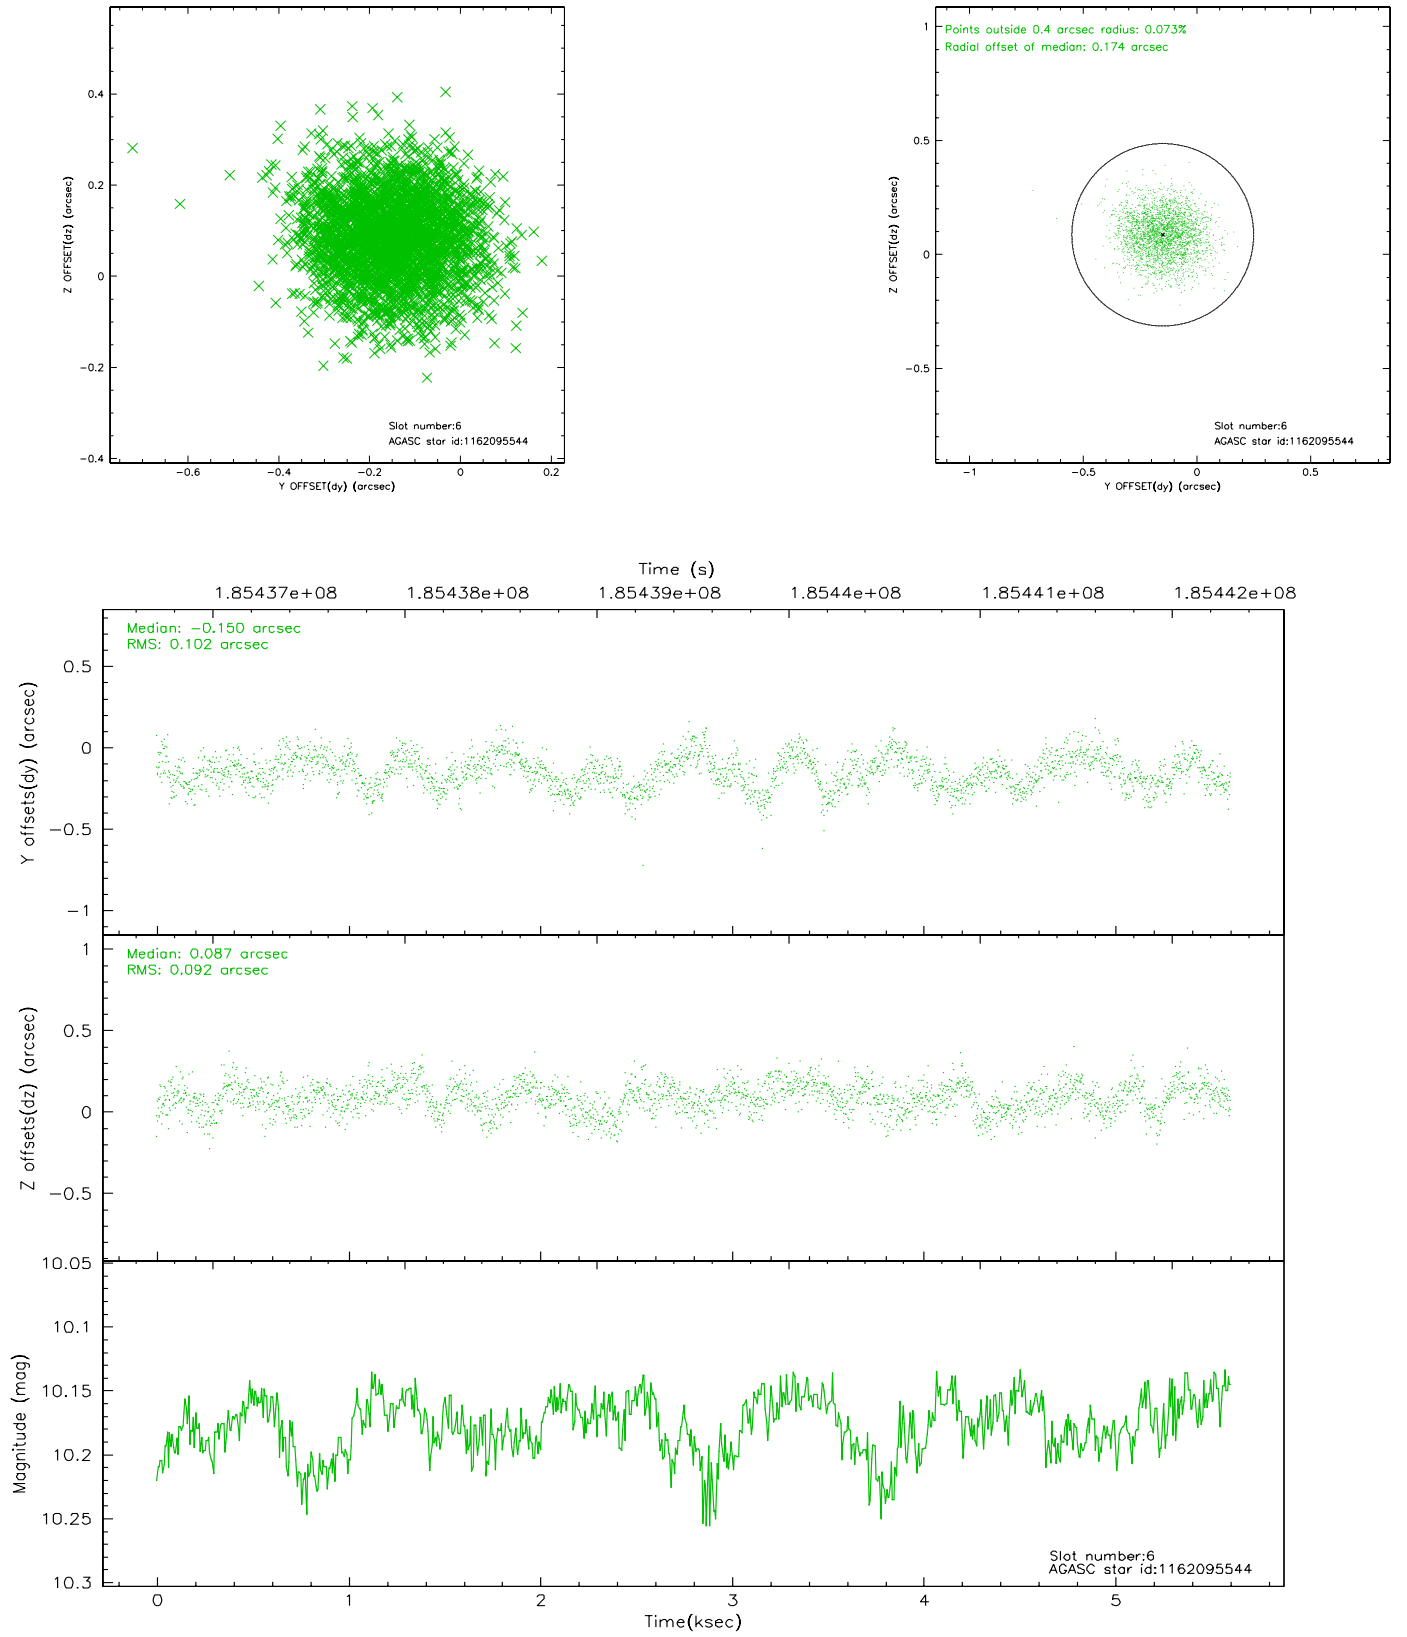 0.4
0.2
0
-0.2
-0.4
Z OFFSET(dz) (arcsec)
Slot number:6
AGASC star id:1162095544
-0.6
-0.4
-0.2
0
0.2
Y OFFSET(dy) (arcsec)
Points outside 0.4 arcsec radius: 0.073%
Radial offset of median: 0.174 arcsec
1
0.5
0
-0.5
Z OFFSET(dz) (arcsec)
Slot number:6
AGASC star id:1162095544
-1
-0.5
0
0.5
Y OFFSET(dy) (arcsec)
Time (s)
1.85437e+08
1.85438e+08
1.85439e+08
1.8544e+08
1.85441e+08
1.85442e+08
Median: -0.150 arcsec
RMS: 0.102 arcsec
0.5
0
-0.5
-1
Y offsets(dy) (arcsec)
Median: 0.087 arcsec
RMS: 0.092 arcsec
1
0.5
0
-0.5
Z offsets(dz) (arcsec)
10.05
10.1
10.15
10.2
10.25
10.3
Magnitude (mag)
Slot number:6
AGASC star id:1162095544
0
1
2
3
4
5
Time(ksec)